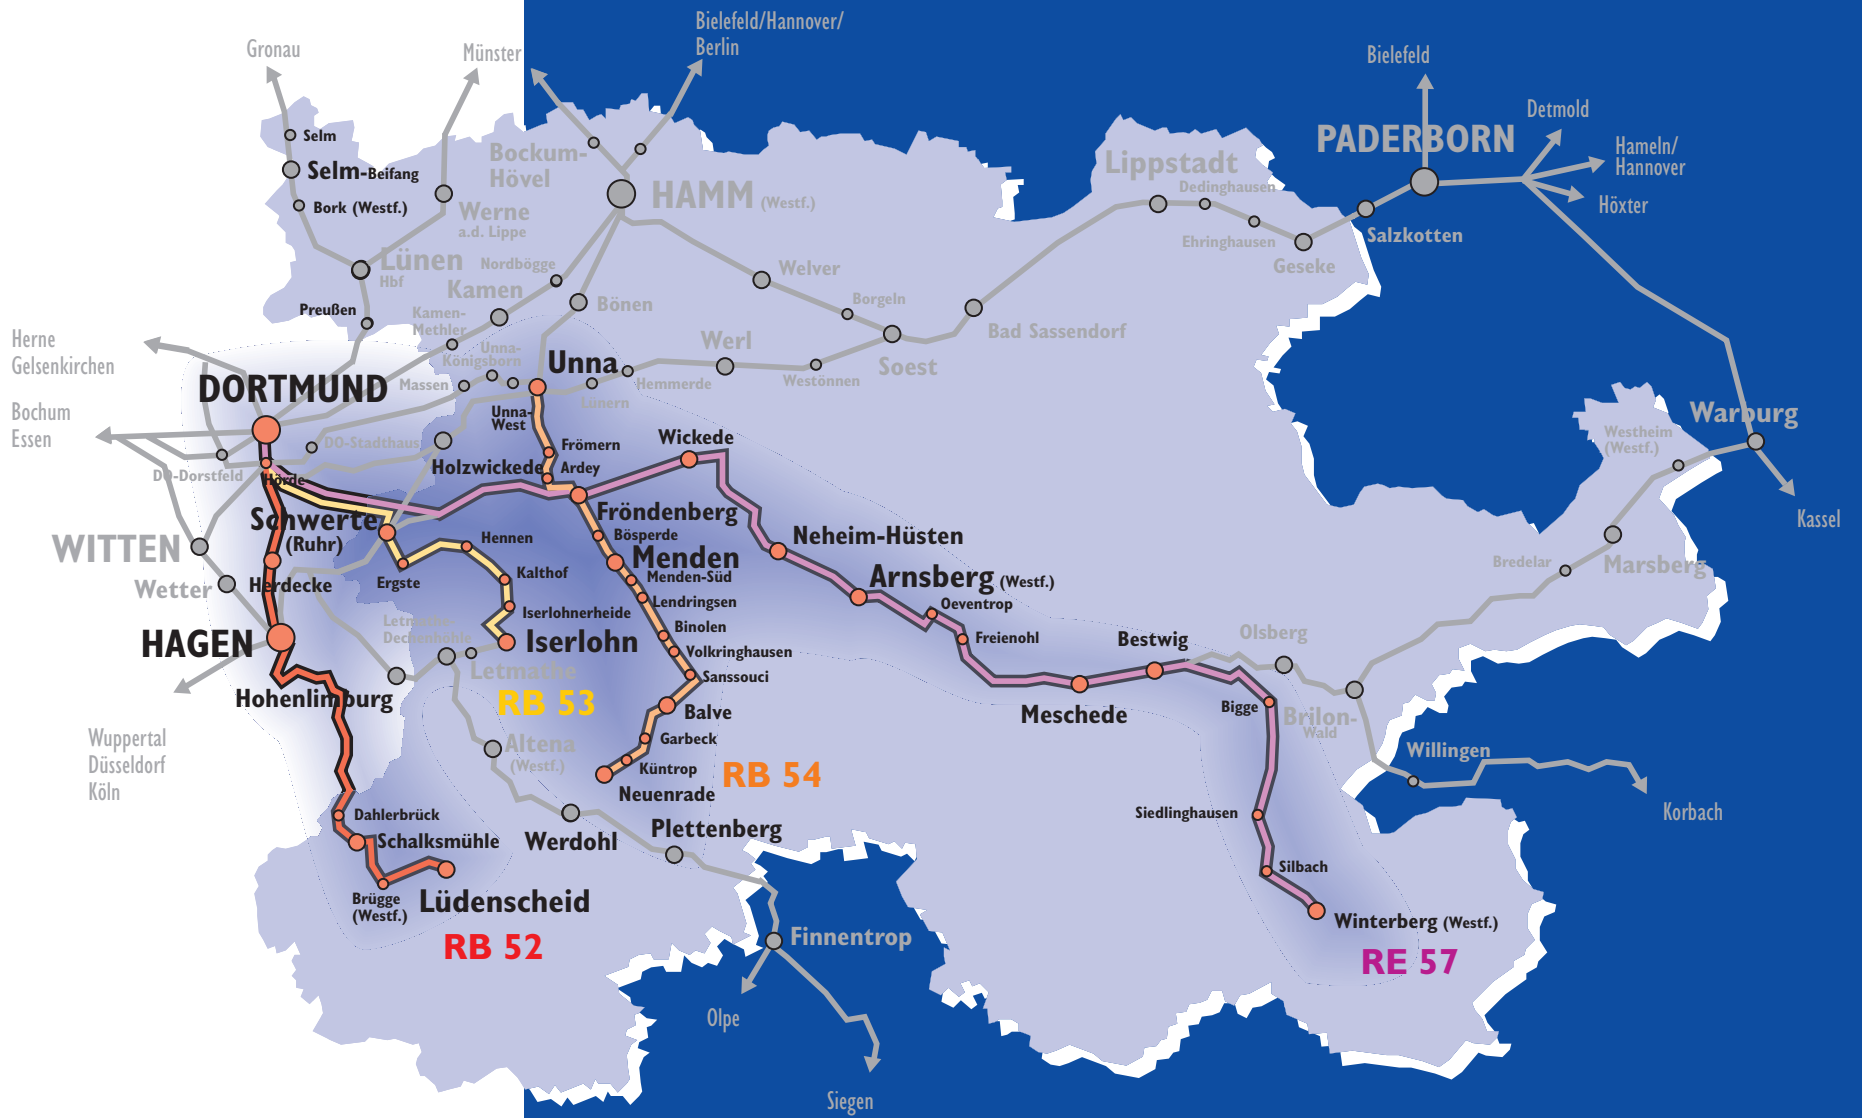 Gronau
Münster
Bielefeld/Hannover/
Berlin
Bielefeld
Detmold
Hameln/
Hannover
Höxter
PADERBORN
Selm
Selm-Beifang
Bork (Westf.)
Bockum-
Hövel
HAMM (Westf.)
Werne
a.d. Lippe
Lippstadt
Dedinghausen
Ehringhausen
Geseke
Salzkotten
Lünen
Hbf
Nordbögge
Kamen
Bönen
Welver
Borgeln
Preußen
Kamen-
Methler
Unna-
Königsborn
Massen
Unna
Werl
Bad Sassendorf
Soest
Hemmerde
Westönnen
Lünern
Herne
Gelsenkirchen
Bochum
Essen
DORTMUND
DO-Stadthaus
DO-Dorstfeld
Hörde
Unna-
West
Frömern
Ardey
Holzwickede
Wickede
Warburg
Westheim
(Westf.)
Kassel
Schwerte
(Ruhr)
Fröndenberg
Bösperde
Menden
Menden-Süd
Lendringsen
Binolen
Volkringhausen
Sanssouci
Balve
Garbeck
Küntrop
Neuenrade
RB 54
Neheim-Hüsten
Arnsberg (Westf.)
Oeventrop
Freienohl
Bestwig
Meschede
Olsberg
Bigge
Brilon-
Wald
Bredelar
Marsberg
Willingen
Korbach
Siedlinghausen
Silbach
Winterberg (Westf.)
RE 57
WITTEN
Wetter
Herdecke
HAGEN
Hohenlimburg
Ergste
Hennen
Kalthof
Iserlohnerheide
Iserlohn
Letmathe-
Dechenhöhle
Letmathe
RB 53
Altena
(Westf.)
Werdohl
Plettenberg
Wuppertal
Düsseldorf
Köln
Dahlerbrück
Schalksmühle
Brügge
(Westf.)
Lüdenscheid
RB 52
Finnentrop
Olpe
Siegen